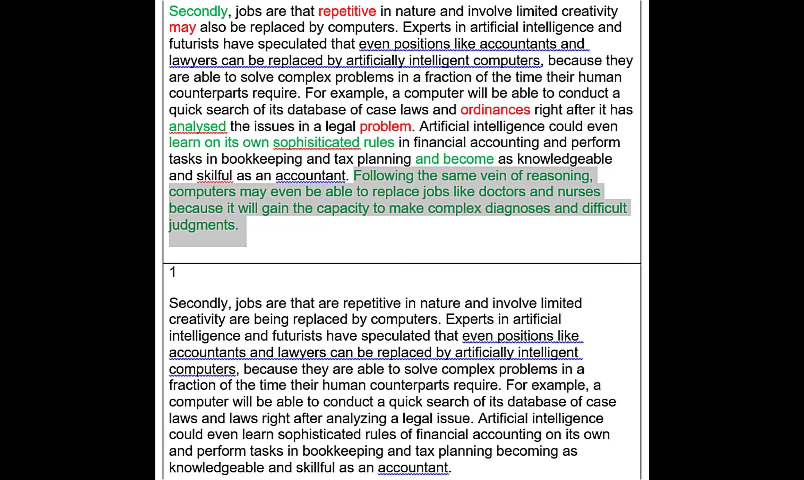 Secondly, jobs are that repetitive in nature and involve limited creativity
may also be replaced by computers. Experts in artificial intelligence and
futurists have speculated that even positions like accountants and
lawyers can be replaced by artificially intelligent computers, because they
are able to solve complex problems in a fraction of the time their human
counterparts require. For example, a computer will be able to conduct a
quick search of its database of case laws and ordinances right after it has
analysed the issues in a legal problem. Artificial intelligence could even
learn on its own sophisiticated rules in financial accounting and perform
tasks in bookkeeping and tax planning and become as knowledgeable
and skilful as an accountant. Following the same vein of reasoning,
computers may even be able to replace jobs like doctors and nurses
because it will gain the capacity to make complex diagnoses and difficult
judgments.
1
Secondly, jobs are that are repetitive in nature and involve limited
creativity are being replaced by computers. Experts in artificial
intelligence and futurists have speculated that even positions like
accountants and lawyers can be replaced by artificially intelligent
computers, because they are able to solve complex problems in a
fraction of the time their human counterparts require. For example, a
computer will be able to conduct a quick search of its database of case
laws and laws right after analyzing a legal issue. Artificial intelligence
could even learn sophisticated rules of financial accounting on its own
and perform tasks in bookkeeping and tax planning becoming as
knowledgeable and skillful as an accountant.